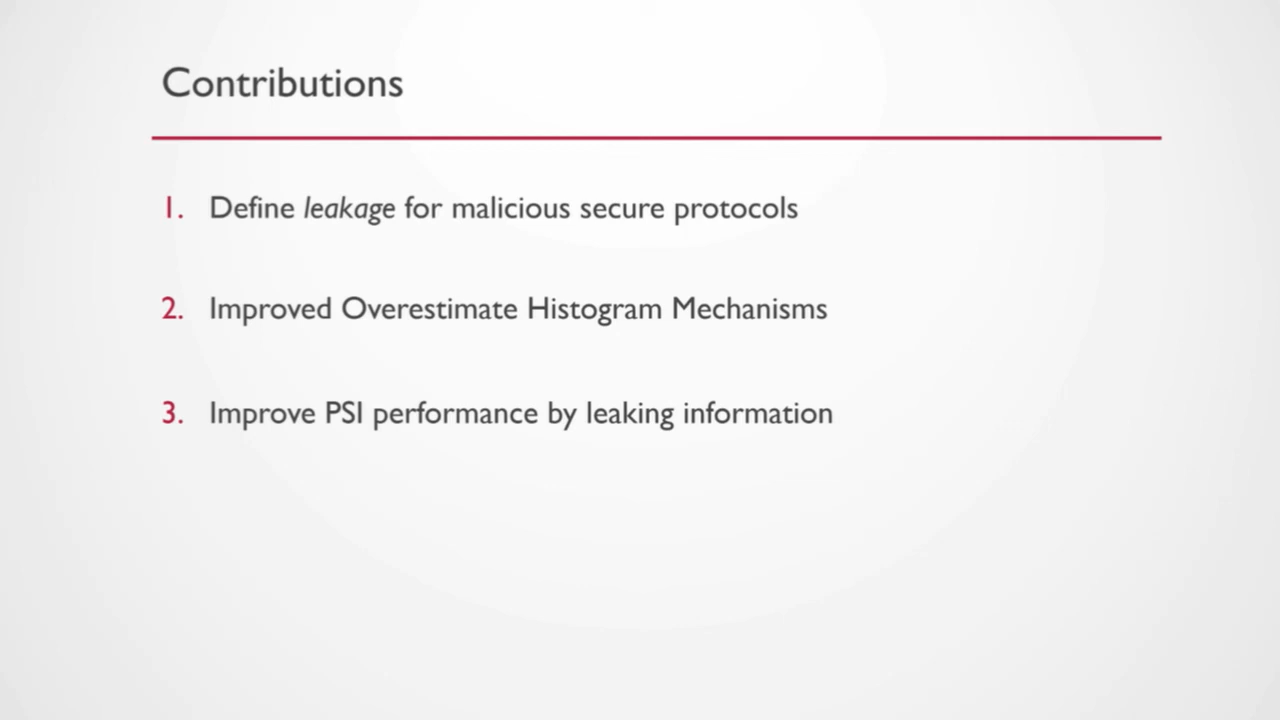 Contributions
1. Define leakage for malicious secure protocols
2. Improved Overestimate Histogram Mechanisms
3. Improve PSI performance by leaking information